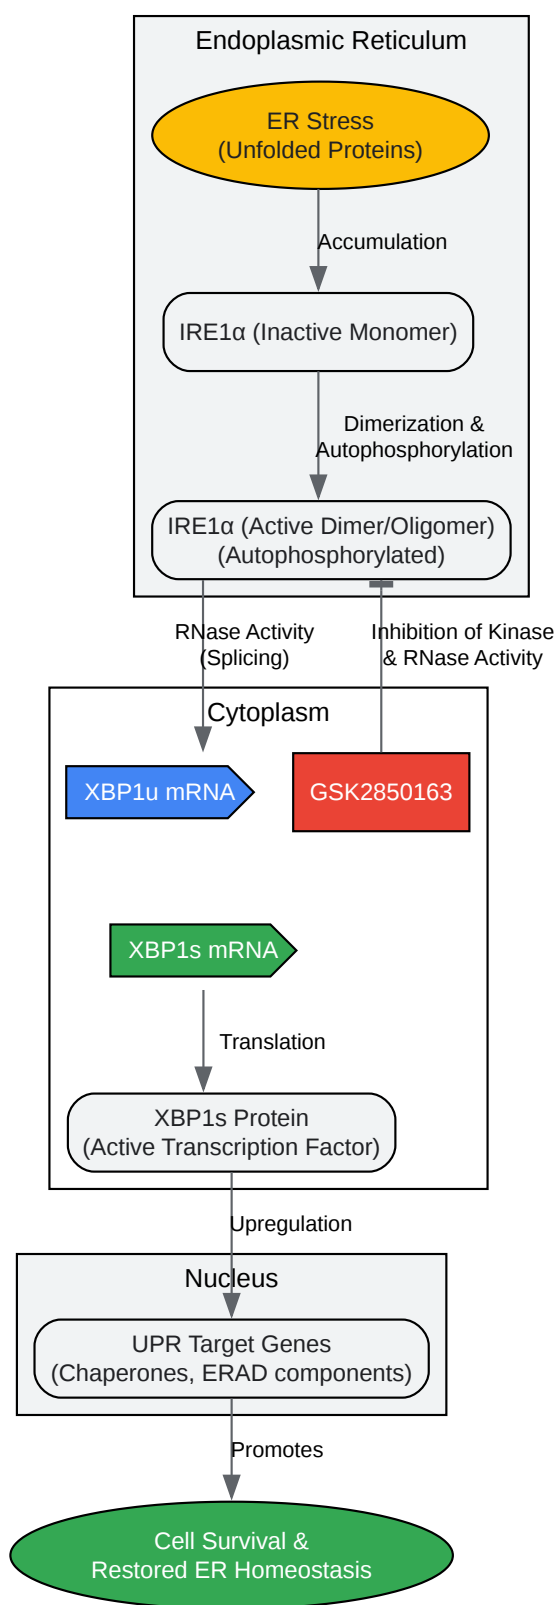 Endoplasmic Reticulum
ER Stress
(Unfolded Proteins)
Accumulation
IRE1α (Inactive Monomer)
Dimerization &
Autophosphorylation
IRE1α (Active Dimer/Oligomer)
(Autophosphorylated)
RNase Activity
(Splicing)
Inhibition of Kinase
& RNase Activity
Cytoplasm
XBP1u mRNA
GSK2850163
XBP1s mRNA
Translation
XBP1s Protein
(Active Transcription Factor)
Upregulation
Nucleus
UPR Target Genes
(Chaperones, ERAD components)
Promotes
Cell Survival &
Restored ER Homeostasis